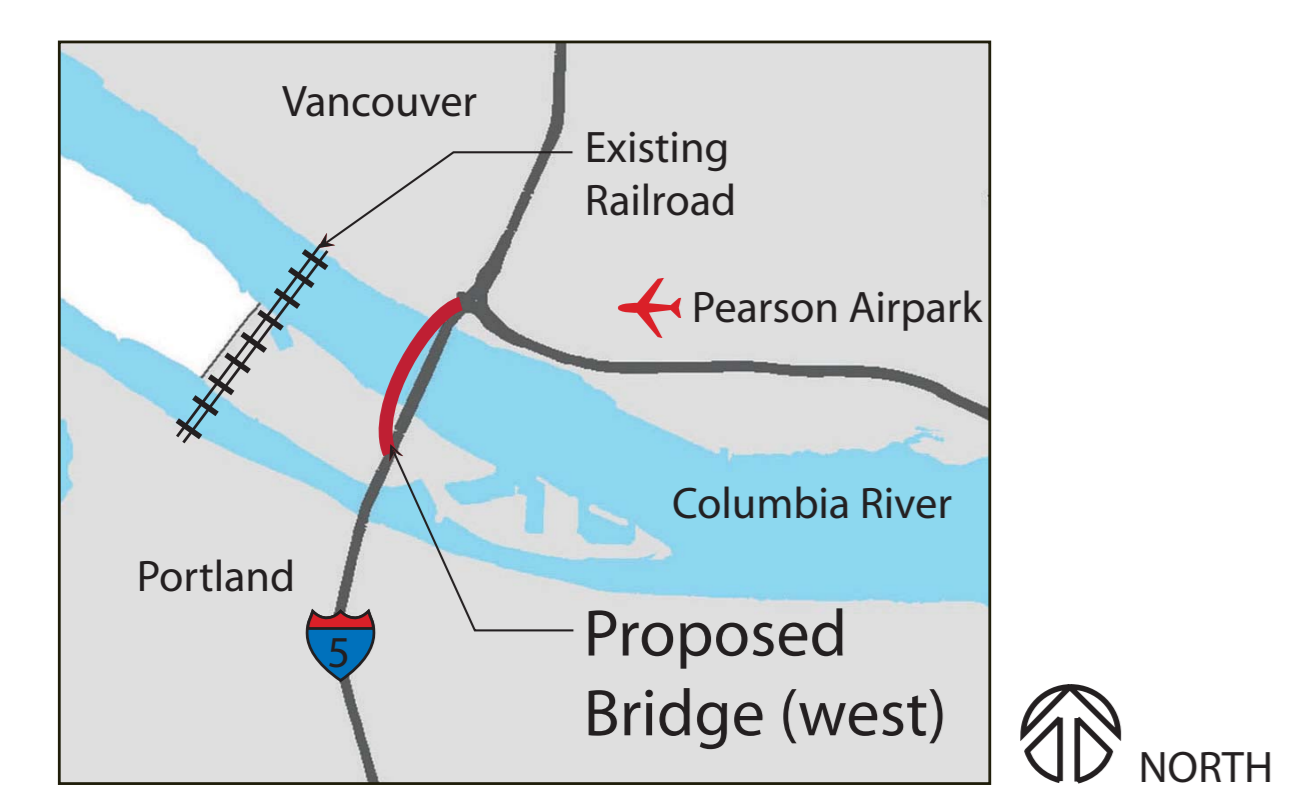 Vancouver
Existing
Railroad
Pearson Airpark
Columbia River
Portland
5
Proposed
Bridge (west)
NORTH